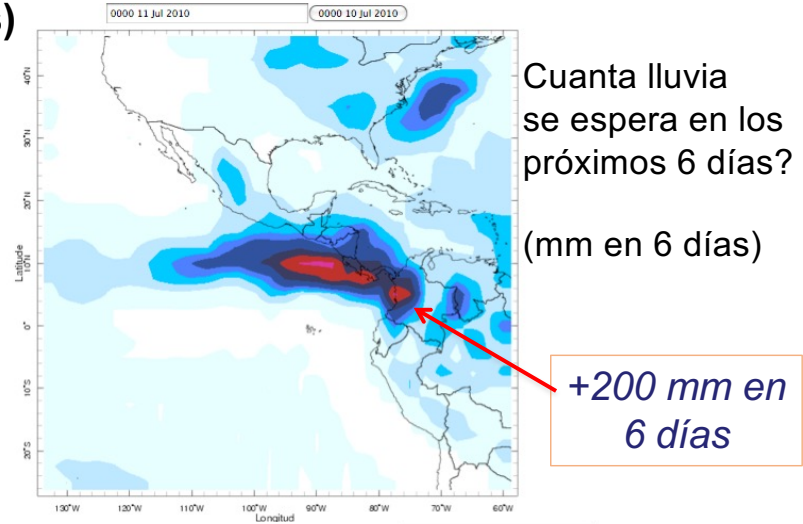 s)
0000 11 Jul 2010
0000 10 Jul 2010
Cuanta lluvia
se espera en los
próximos 6 días?
(mm en 6 días)
+200 mm en
6 días
Latitude
40°N
30°N
20°N
10°N
0°
10°S
20°S
130°W 120°W 110°W 100°W 90°W 80°W 70°W 60°W
Longitud